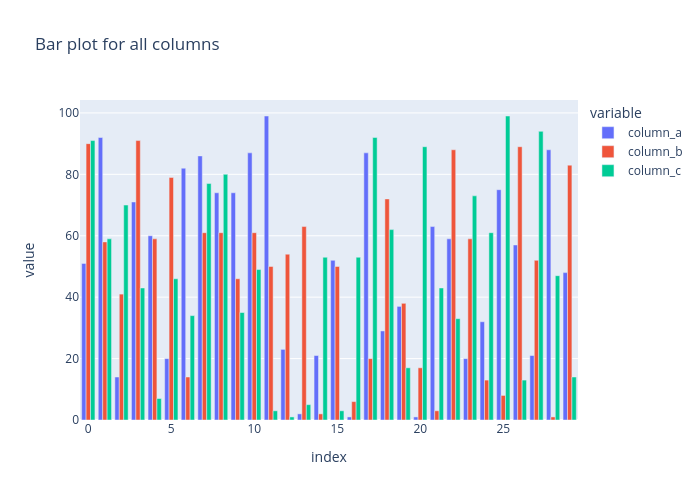 Bar plot for all columns
variable
column_a
column_b
column_c
100
80
60
40
20
0
value
0 5 10 15 20 25
index